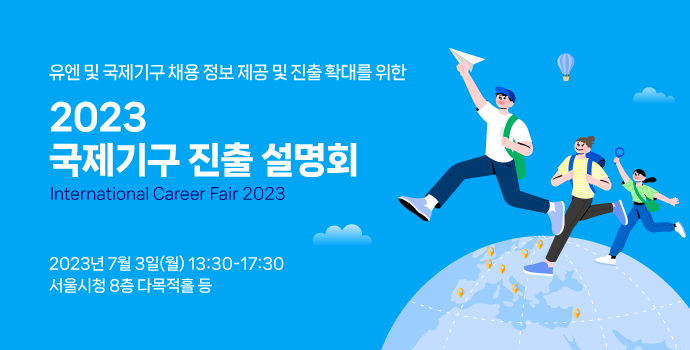 유엔 및 국제기구 채용 정보 제공 및 진출 확대를 위한
2023
국제기구 진출 설명회
International Career Fair 2023
2023년 7월 3일(월) 13:30-17:30
서울시청 8층 다목적홀 등